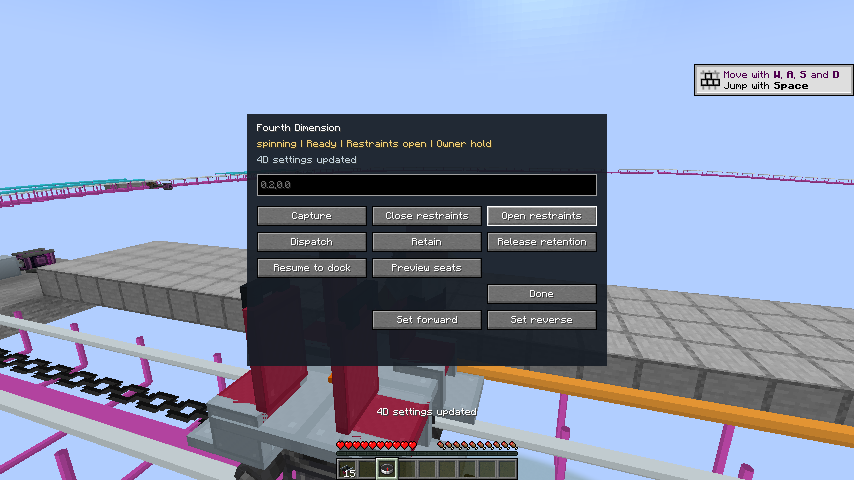 Move with W, A, S and D
Jump with Space
Fourth Dimension
spinning | Ready | Restraints open | Owner hold
4D settings updated
0.2,0.0
Capture
Close restraints
Open restraints
Dispatch
Retain
Release retention
Resume to dock
Preview seats
Done
Set forward
Set reverse
4D settings updated
15